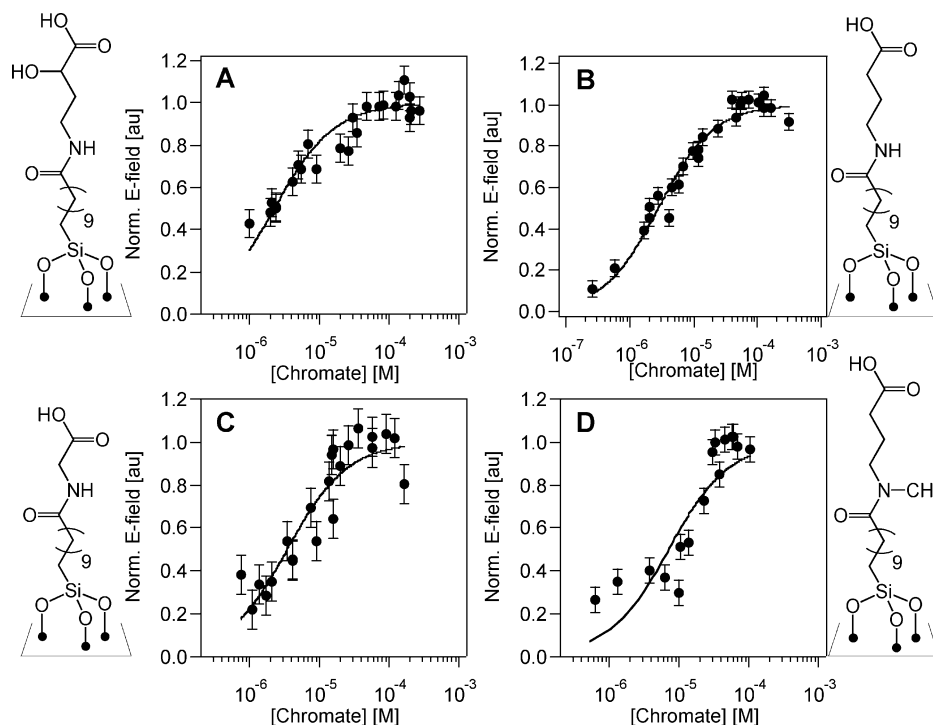 HO
O
HO
NH
O
9
Si
O
O
O
A
Norm. E-field [au]
1.2
1.0
0.8
0.6
0.4
0.2
0.0
10-6
10-5
10-4
10-3
[Chromate] [M]
B
Norm. E-field [au]
1.2
1.0
0.8
0.6
0.4
0.2
0.0
10-7
10-6
10-5
10-4
10-3
[Chromate] [M]
HO
O
NH
O
9
Si
O
O
O
HO
O
NH
O
9
Si
O
O
O
C
Norm. E-field [au]
1.2
1.0
0.8
0.6
0.4
0.2
0.0
10-6
10-5
10-4
10-3
[Chromate] [M]
D
Norm. E-field [au]
1.2
1.0
0.8
0.6
0.4
0.2
0.0
10-6
10-5
10-4
10-3
[Chromate] [M]
HO
O
N-CH
O
9
Si
O
O
O